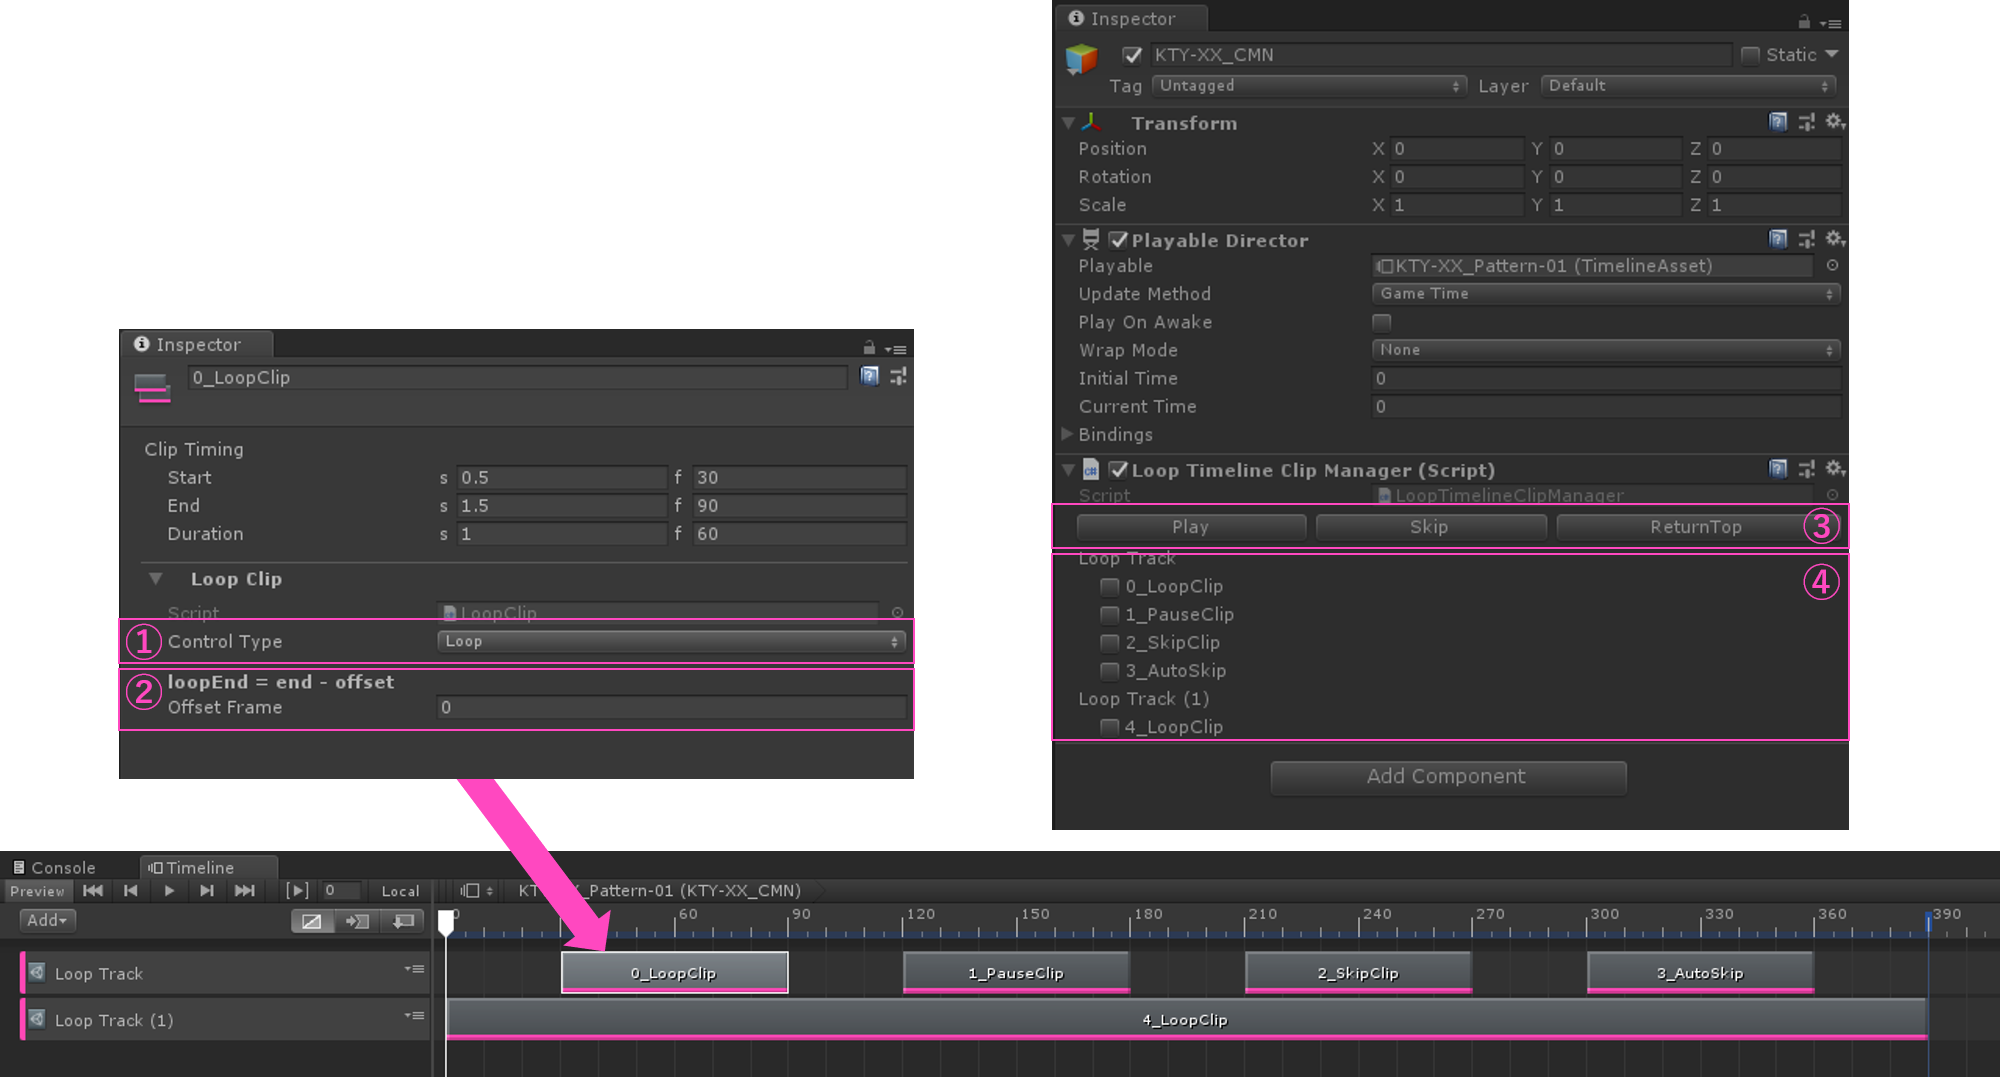 Inspector
0_LoopClip
Clip Timing
Start s 0.5 f 30
End s 1.5 f 90
Duration s 1 f 60
Loop Clip
Script LoopClip
① Control Type Loop
② loopEnd = end - offset
Offset Frame 0
Inspector
KTY-XX_CMN Static
Tag Untagged Layer Default
Transform
Position X 0 Y 0 Z 0
Rotation X 0 Y 0 Z 0
Scale X 1 Y 1 Z 1
Playable Director
Playable KTY-XX_Pattern-01 (TimelineAsset)
Update Method Game Time
Play On Awake
Wrap Mode None
Initial Time 0
Current Time 0
Bindings
Loop Timeline Clip Manager (Script)
Script LoopTimelineClipManager
Play Skip ReturnTop ③
Loop Track
④
0_LoopClip
1_PauseClip
2_SkipClip
3_AutoSkip
Loop Track (1)
4_LoopClip
Add Component
Console Timeline
Preview 0 Local KT _Pattern-01 (KTY-XX_CMN)
Add 0 60 90 120 150 180 210 240 270 300 330 360 390
Loop Track 0_LoopClip 1_PauseClip 2_SkipClip 3_AutoSkip
Loop Track (1) 4_LoopClip